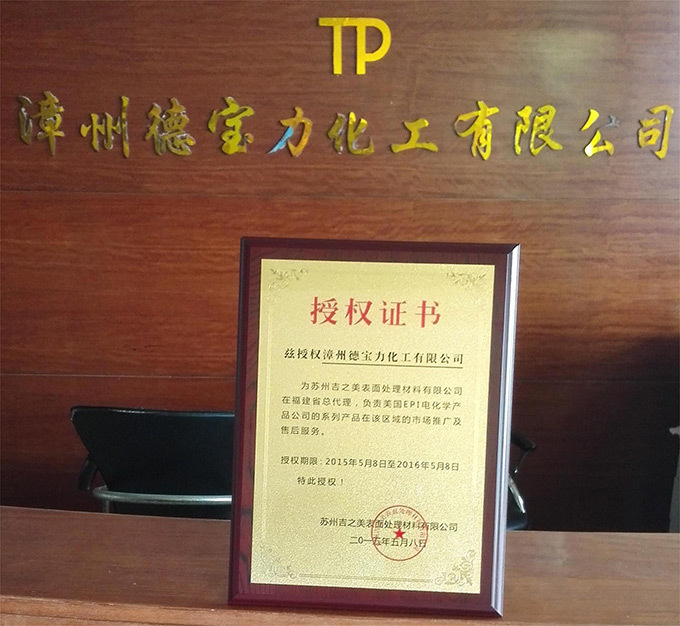 TP
漳州德宝力化工有限公司
授权证书
兹授权漳州德宝力化工有限公司
为苏州吉之美表面处理材料有限公司
在福建省总代理，负责美国EPI电化学产
品公司的系列产品在该区域的市场推广及
售后服务。
授权期限：2015年5月8日至2016年5月8日
特此授权！
苏州吉之美表面处理材料有限公司
二〇一五年五月八日